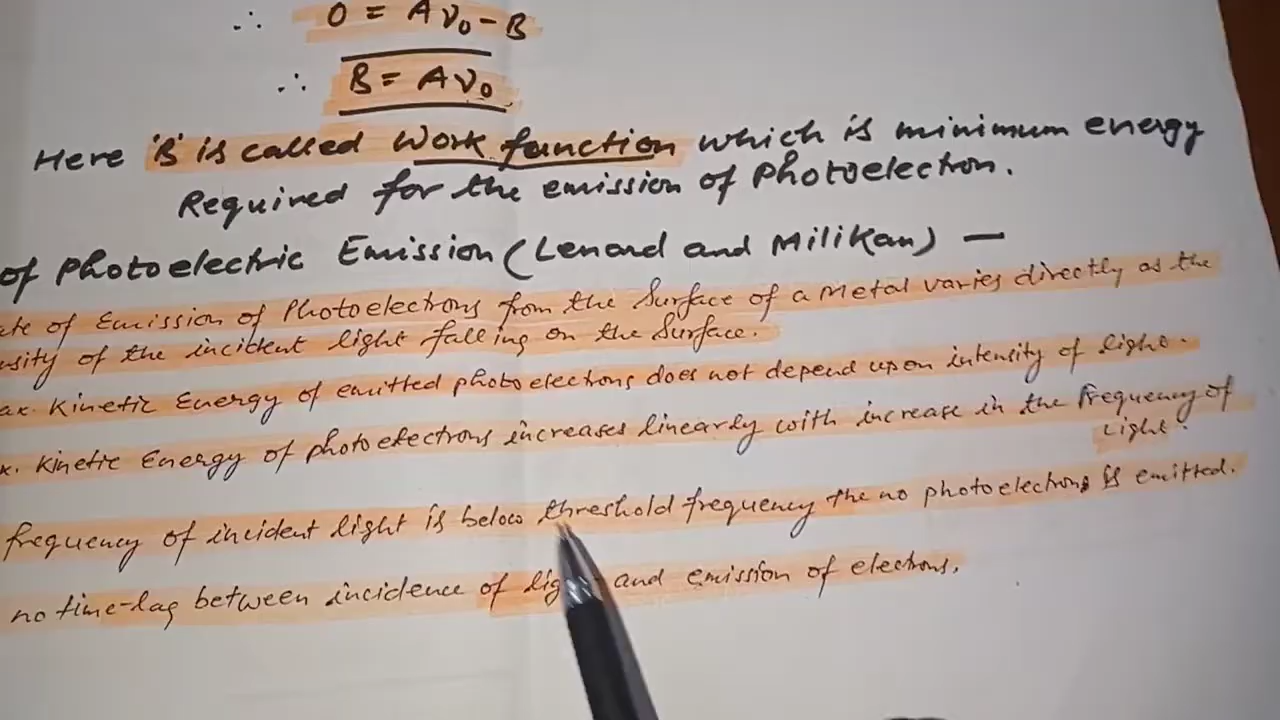 ∴ 0 = Aν₀ - B
∴ B = Aν₀
Here 'B' is called work function which is minimum energy
Required for the emission of Photoelectron.
of Photoelectric Emission (Lenard and Milikan) —
ate of Emission of Photoelectrons from the Surface of a Metal varies directly as the
nsity of the incident light falling on the Surface.
ax. Kinetic Energy of emitted photoelectrons does not depend upon intensity of light.
x. Kinetic Energy of photoelectrons increases linearly with increase in the frequency of
Light.
frequency of incident light is below threshold frequency the no photoelectrons is emitted.
no time-lag between incidence of light and emission of electrons.